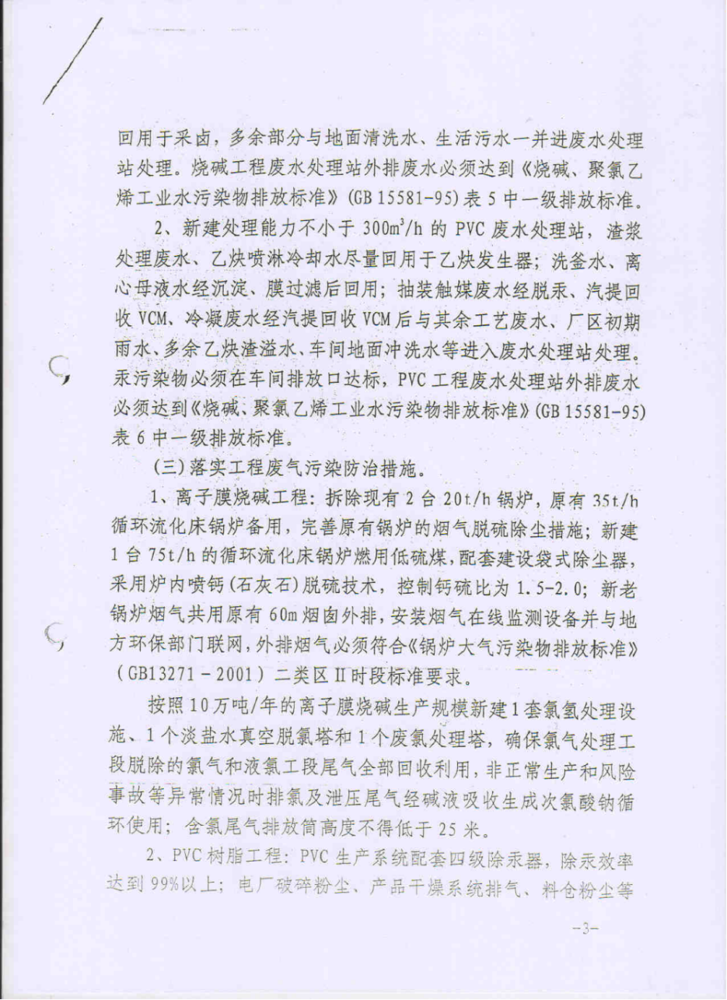 回用于采卤，多余部分与地面清洗水、生活污水一并进废水处理
站处理。烧碱工程废水处理站外排废水必须达到《烧碱、聚氯乙
烯工业水污染物排放标准》(GB 15581-95)表 5 中一级排放标准。
2、新建处理能力不小于 300m³/h 的 PVC 废水处理站，渣浆
处理废水、乙炔喷淋冷却水尽量回用于乙炔发生器；洗釜水、离
心母液水经沉淀、膜过滤后回用；抽装触媒废水经脱汞、汽提回
收 VCM、冷凝废水经汽提回收 VCM 后与其余工艺废水、厂区初期
雨水、多余乙炔渣溢水、车间地面冲洗水等进入废水处理站处理。
汞污染物必须在车间排放口达标，PVC 工程废水处理站外排废水
必须达到《烧碱、聚氯乙烯工业水污染物排放标准》(GB 15581-95)
表 6 中一级排放标准。
(三)落实工程废气污染防治措施。
1、离子膜烧碱工程：拆除现有 2 台 20t/h 锅炉，原有 35t/h
循环流化床锅炉备用，完善原有锅炉的烟气脱硫除尘措施；新建
1 台 75t/h 的循环流化床锅炉燃用低硫煤，配套建设袋式除尘器，
采用炉内喷钙(石灰石)脱硫技术，控制钙硫比为 1.5-2.0；新老
锅炉烟气共用原有 60m 烟囱外排，安装烟气在线监测设备并与地
方环保部门联网，外排烟气必须符合《锅炉大气污染物排放标准》
（GB13271－2001）二类区Ⅱ时段标准要求。
按照 10 万吨/年的离子膜烧碱生产规模新建 1 套氯氢处理设
施、1 个淡盐水真空脱氯塔和 1 个废氯处理塔，确保氯气处理工
段脱除的氯气和液氯工段尾气全部回收利用，非正常生产和风险
事故等异常情况时排氯及泄压尾气经碱液吸收生成次氯酸钠循
环使用；含氯尾气排放筒高度不得低于 25 米。
2、PVC 树脂工程：PVC 生产系统配套四级除汞器，除汞效率
达到 99%以上；电厂破碎粉尘、产品干燥系统排气、料仓粉尘等
-3-